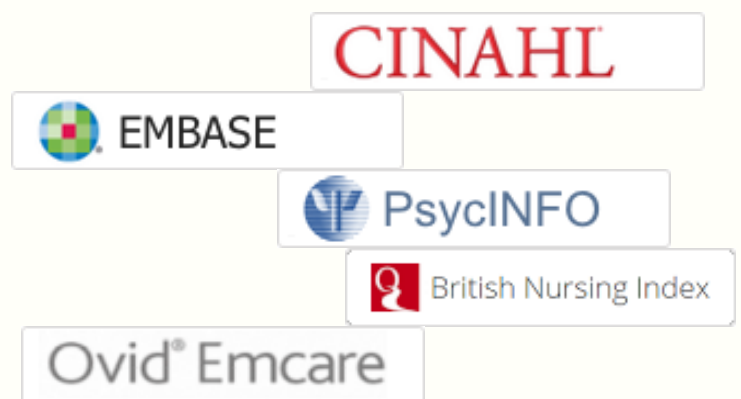 CINAHL
EMBASE
PsycINFO
British Nursing Index
Ovid® Emcare